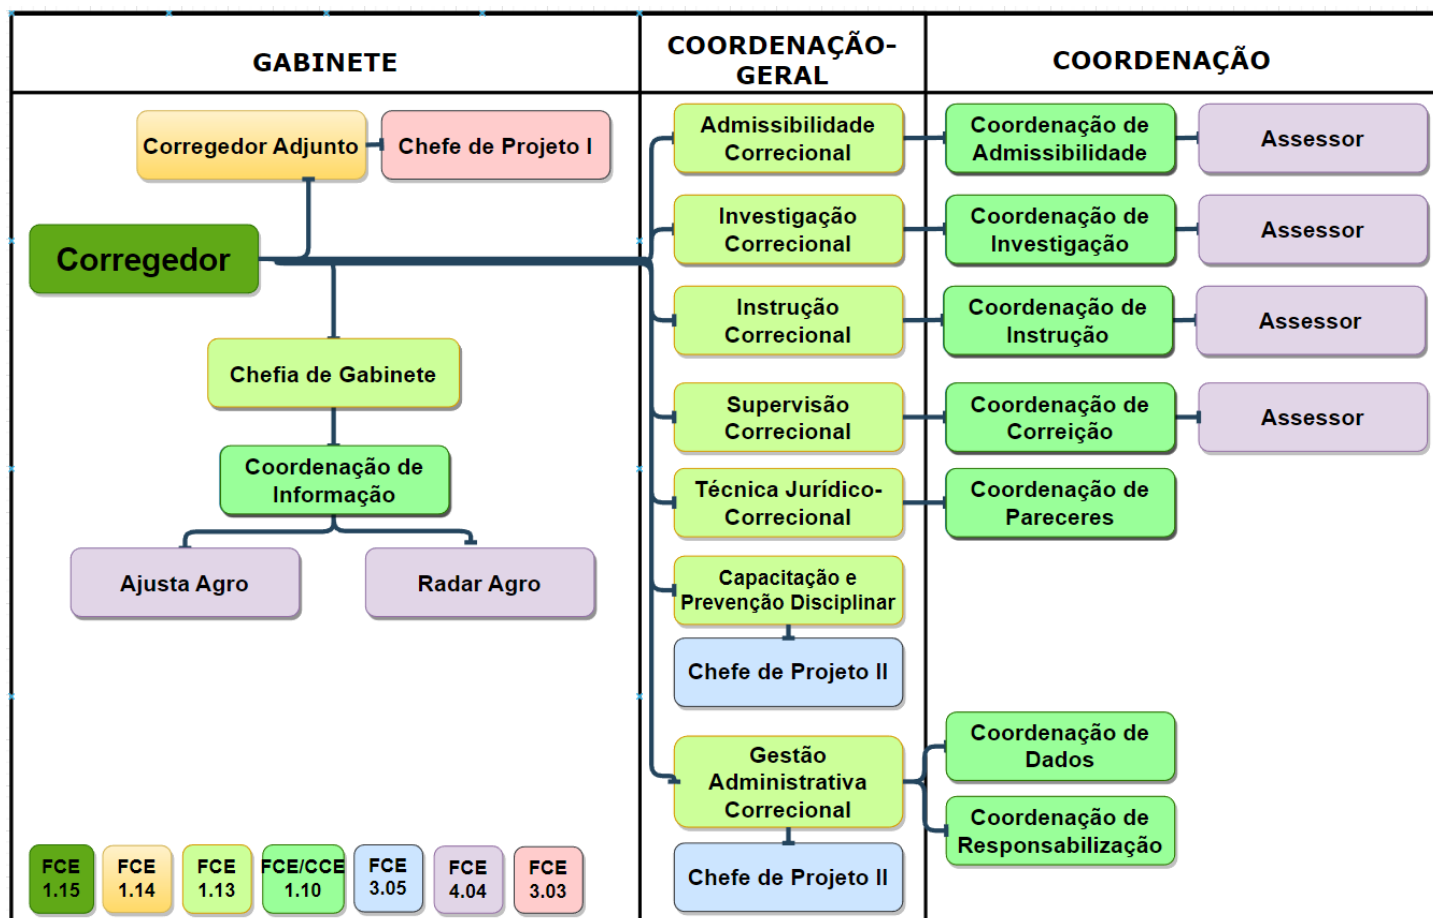 GABINETE
COORDENAÇÃO-
GERAL
COORDENAÇÃO
Corregedor Adjunto
Chefe de Projeto I
Corregedor
Chefia de Gabinete
Coordenação de
Informação
Ajusta Agro
Radar Agro
Admissibilidade
Correcional
Coordenação de
Admissibilidade
Assessor
Investigação
Correcional
Coordenação de
Investigação
Assessor
Instrução
Correcional
Coordenação de
Instrução
Assessor
Supervisão
Correcional
Coordenação de
Correição
Assessor
Técnica Jurídico-
Correcional
Coordenação de
Pareceres
Capacitação e
Prevenção Disciplinar
Chefe de Projeto II
Gestão
Administrativa
Correcional
Coordenação de
Dados
Coordenação de
Responsabilização
Chefe de Projeto II
FCE
1.15
FCE
1.14
FCE
1.13
FCE/CCE
1.10
FCE
3.05
FCE
4.04
FCE
3.03